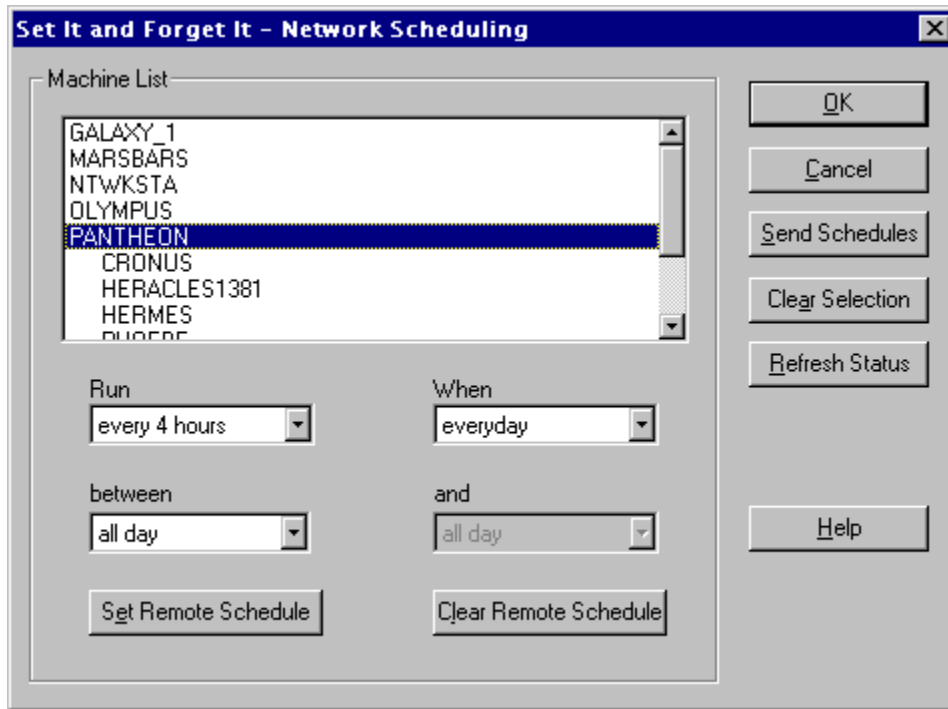 Set It and Forget It - Network Scheduling
Machine List
GALAXY_1
MARSBARS
NTWKSTA
OLYMPUS
PANTHEON
CRONUS
HERACLES1381
HERMES
Run
When
every 4 hours
everyday
between
and
all day
all day
Set Remote Schedule
Clear Remote Schedule
OK
Cancel
Send Schedules
Clear Selection
Refresh Status
Help